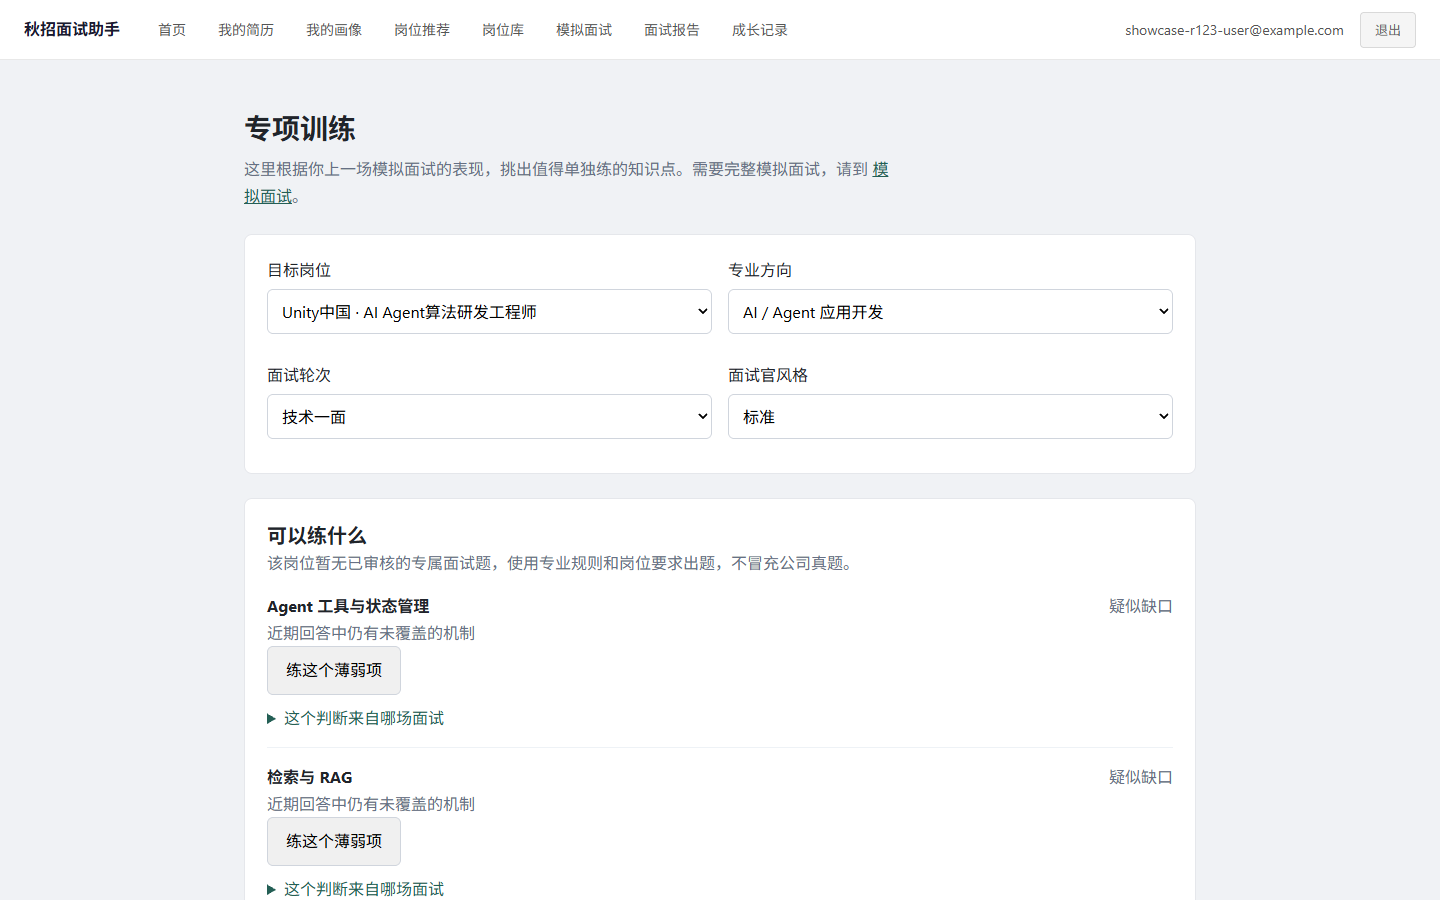 秋招面试助手 首页 我的简历 我的画像 岗位推荐 岗位库 模拟面试 面试报告 成长记录 showcase-r123-user@example.com 退出
专项训练
这里根据你上一场模拟面试的表现，挑出值得单独练的知识点。需要完整模拟面试，请到 模
拟面试。
目标岗位 专业方向
Unity中国 · AI Agent算法研发工程师 AI / Agent 应用开发
面试轮次 面试官风格
技术一面 标准
可以练什么
该岗位暂无已审核的专属面试题，使用专业规则和岗位要求出题，不冒充公司真题。
Agent 工具与状态管理 疑似缺口
近期回答中仍有未覆盖的机制
练这个薄弱项
▶ 这个判断来自哪场面试
检索与 RAG 疑似缺口
近期回答中仍有未覆盖的机制
练这个薄弱项
▶ 这个判断来自哪场面试